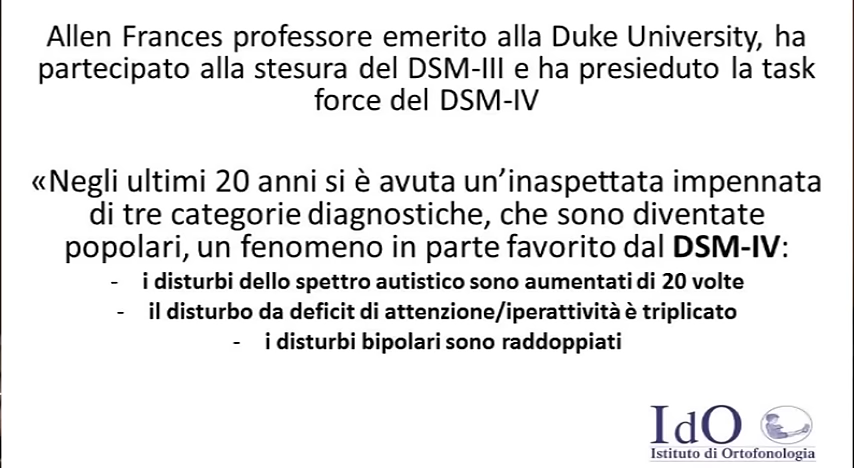 Allen Frances professore emerito alla Duke University, ha
partecipato alla stesura del DSM-III e ha presieduto la task
force del DSM-IV
«Negli ultimi 20 anni si è avuta un’inaspettata impennata
di tre categorie diagnostiche, che sono diventate
popolari, un fenomeno in parte favorito dal DSM-IV:
- i disturbi dello spettro autistico sono aumentati di 20 volte
- il disturbo da deficit di attenzione/iperattività è triplicato
- i disturbi bipolari sono raddoppiati
IdO
Istituto di Ortofonologia